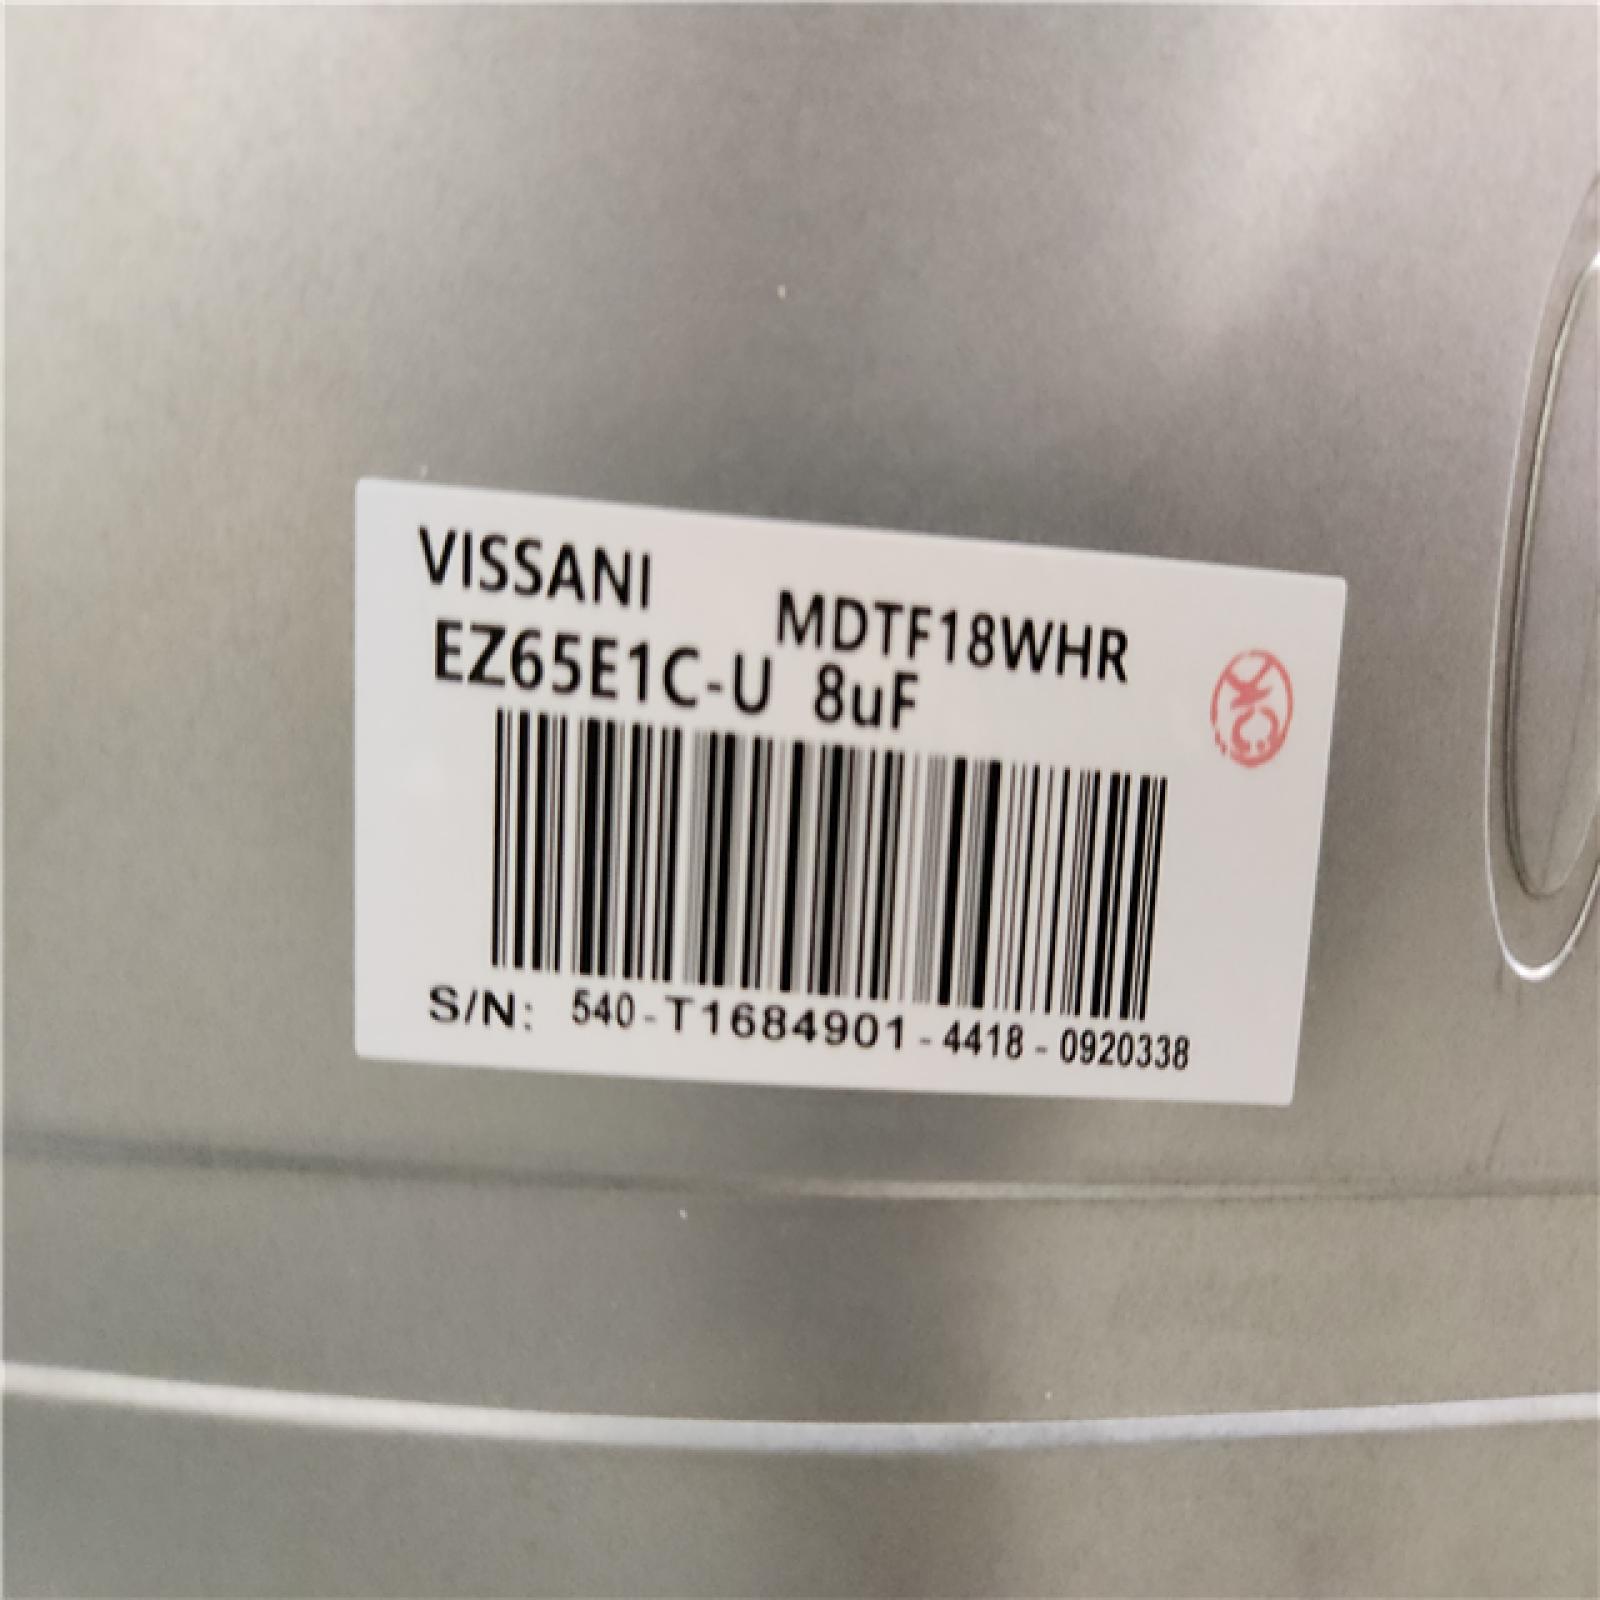 VISSANI MDTF18WHR
EZ65E1C-U 8uF
S/N: 540-T1684901-4418-0920338